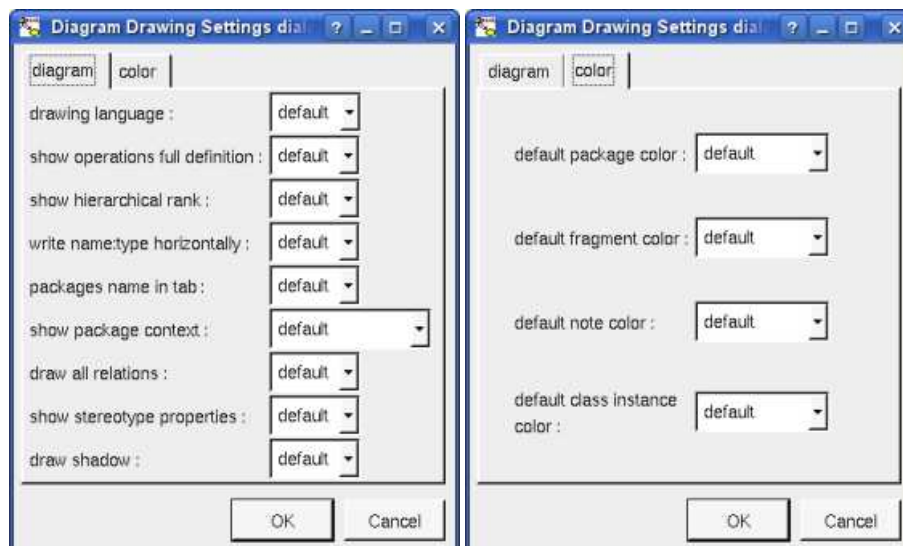 Diagram Drawing Settings dial
diagram color
drawing language : default
show operations full definition : default
show hierarchical rank : default
write name:type horizontally : default
packages name in tab : default
show package context : default
draw all relations : default
show stereotype properties : default
draw shadow : default
OK Cancel
Diagram Drawing Settings dial
diagram color
default package color : default
default fragment color : default
default note color : default
default class instance
color : default
OK Cancel